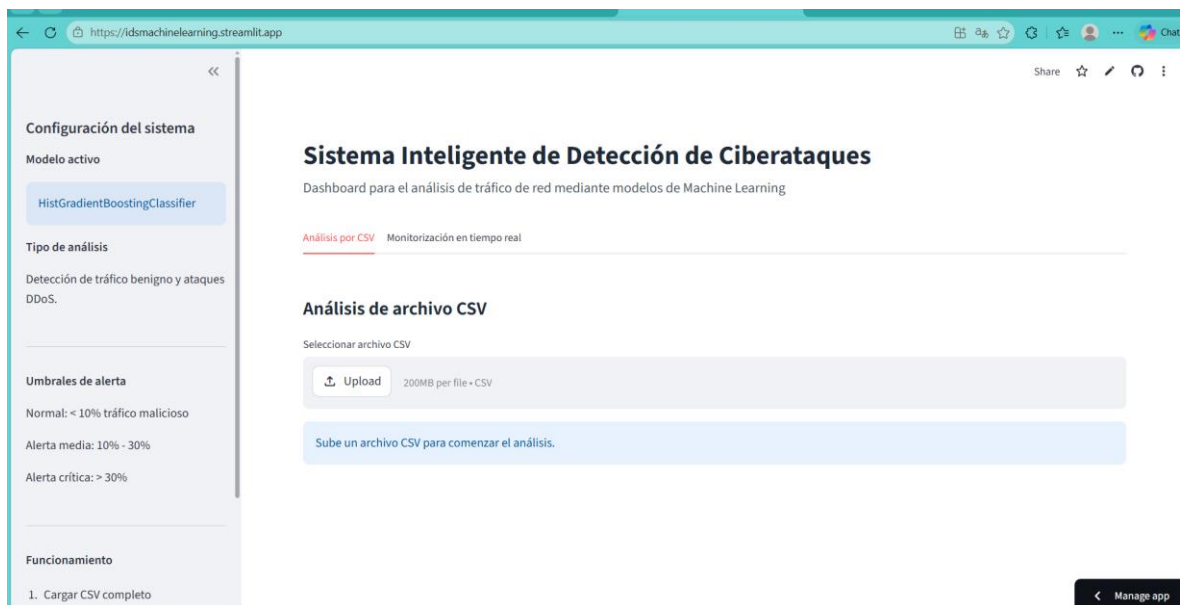 https://idsmachinelearning.streamlit.app
Chat
Share
Configuración del sistema
Modelo activo
HistGradientBoostingClassifier
Tipo de análisis
Detección de tráfico benigno y ataques
DDoS.
Umbrales de alerta
Normal: < 10% tráfico malicioso
Alerta media: 10% - 30%
Alerta crítica: > 30%
Funcionamiento
1. Cargar CSV completo
Sistema Inteligente de Detección de Ciberataques
Dashboard para el análisis de tráfico de red mediante modelos de Machine Learning
Análisis por CSV Monitorización en tiempo real
Análisis de archivo CSV
Seleccionar archivo CSV
Upload 200MB per file • CSV
Sube un archivo CSV para comenzar el análisis.
Manage app